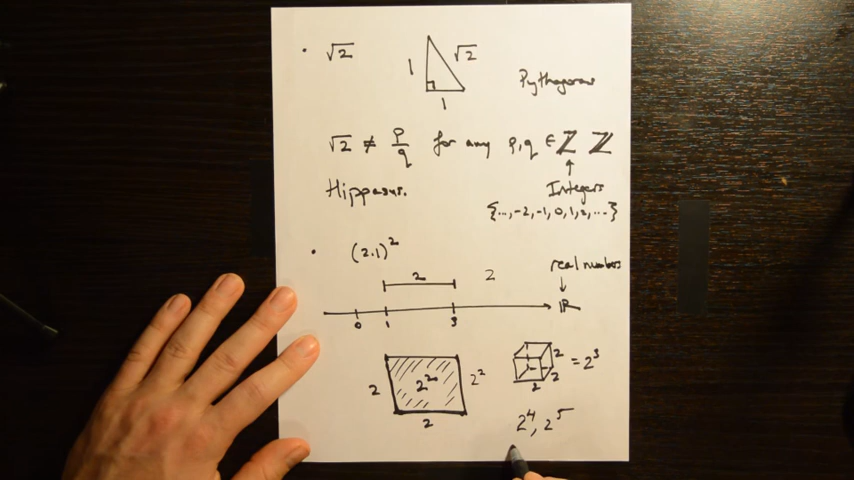 • √2
1
√2
1
Pythagoras
√2 ≠ p/q for any p,q ∈ ℤ ℤ
↑
Hippasus.
Integers
{..., -2, -1, 0, 1, 2, ...}
• (2.1)²
real numbers
↓
2
2
ℝ
0 1 3
2
2²
2²
2
2
2
2
= 2³
2⁴, 2⁵